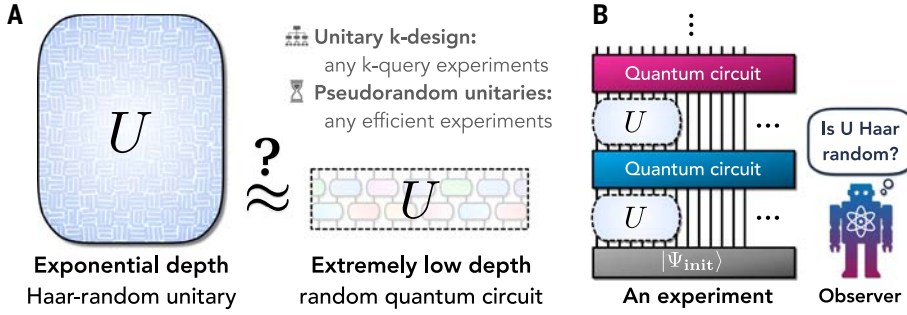 A
U
Exponential depth
Haar-random unitary
Unitary k-design:
any k-query experiments
Pseudorandom unitaries:
any efficient experiments
?
≈
U
Extremely low depth
random quantum circuit
B
⋮
Quantum circuit
U
...
Quantum circuit
U
...
|Ψinit⟩
An experiment
Is U Haar
random?
Observer